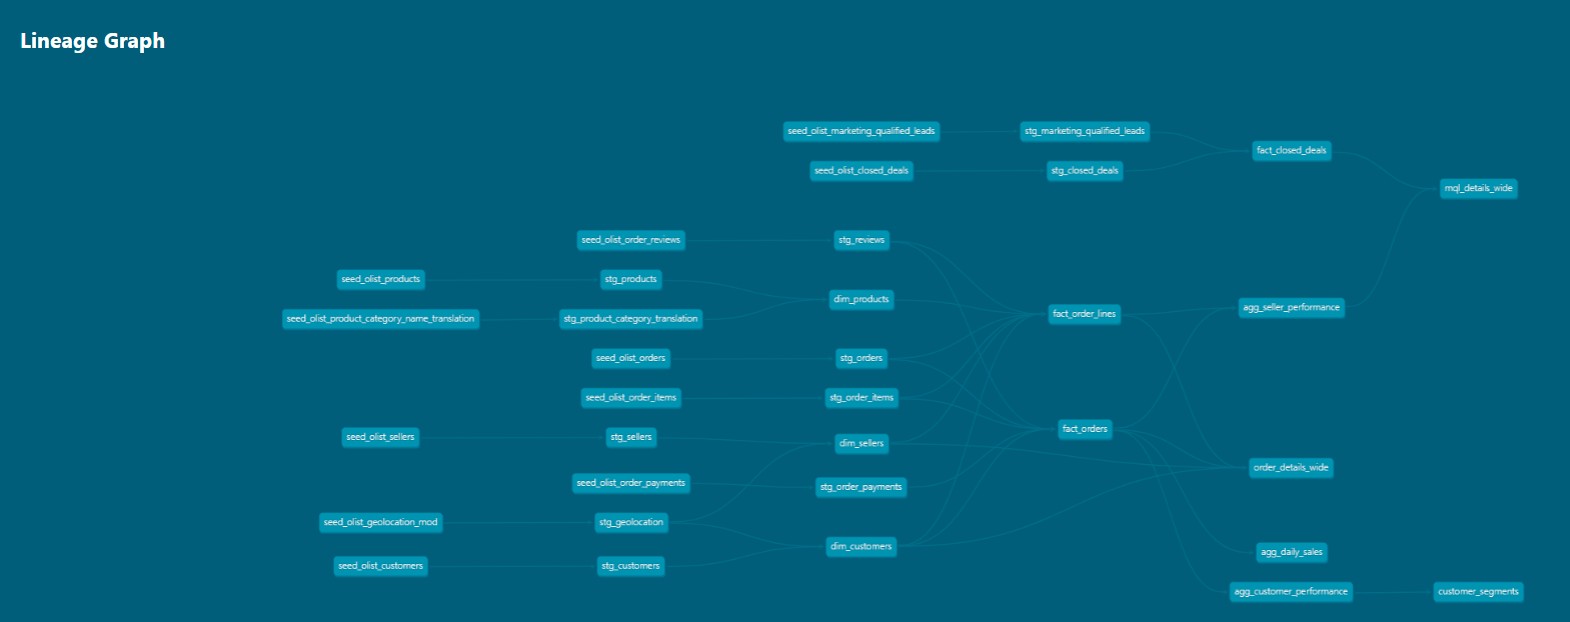 Lineage Graph
seed_olist_marketing_qualified_leads
stg_marketing_qualified_leads
fact_closed_deals
seed_olist_closed_deals
stg_closed_deals
mql_details_wide
seed_olist_order_reviews
stg_reviews
seed_olist_products
stg_products
dim_products
agg_seller_performance
seed_olist_product_category_name_translation
stg_product_category_translation
fact_order_lines
seed_olist_orders
stg_orders
seed_olist_order_items
stg_order_items
fact_orders
seed_olist_sellers
stg_sellers
dim_sellers
order_details_wide
seed_olist_order_payments
stg_order_payments
seed_olist_geolocation_mod
stg_geolocation
dim_customers
agg_daily_sales
seed_olist_customers
stg_customers
agg_customer_performance
customer_segments